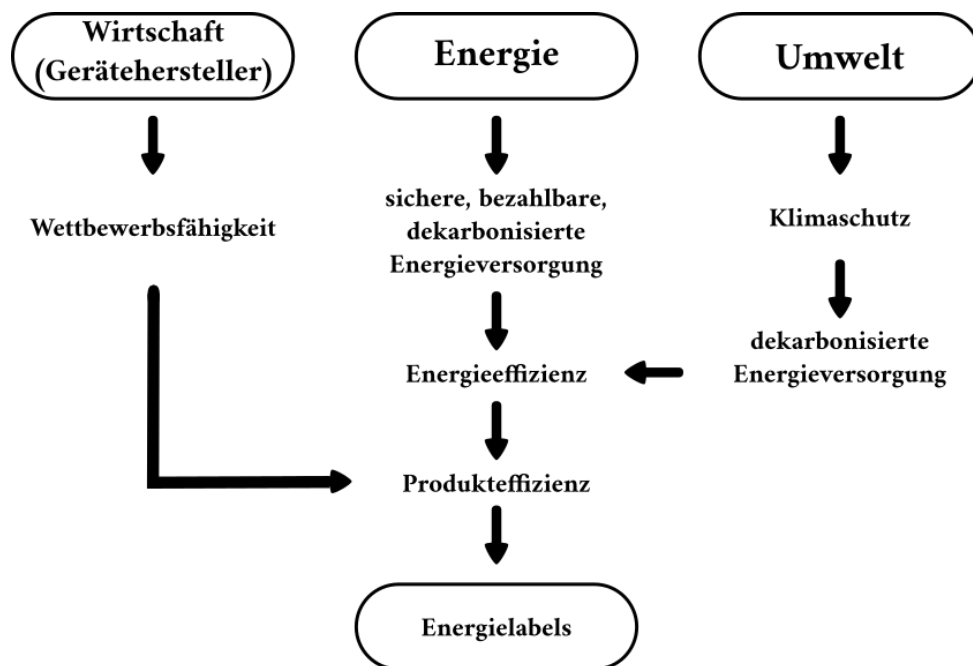 Wirtschaft
(Gerätehersteller)
Energie
Umwelt
Wettbewerbsfähigkeit
sichere, bezahlbare,
dekarbonisierte
Energieversorgung
Klimaschutz
dekarbonisierte
Energieversorgung
Energieeffizienz
Produkteffizienz
Energielabels